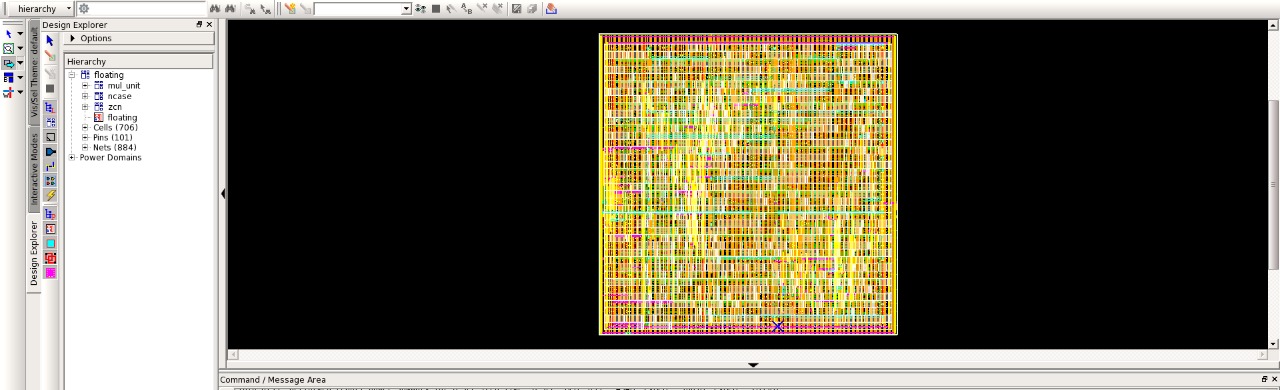 hierarchy
Design Explorer
Options
Hierarchy
floating
mul_unit
ncase
zcn
floating
Cells (706)
Pins (101)
Nets (884)
Power Domains
Vis/Sel Theme: default
Interactive Modes
Design Explorer
Command / Message Area